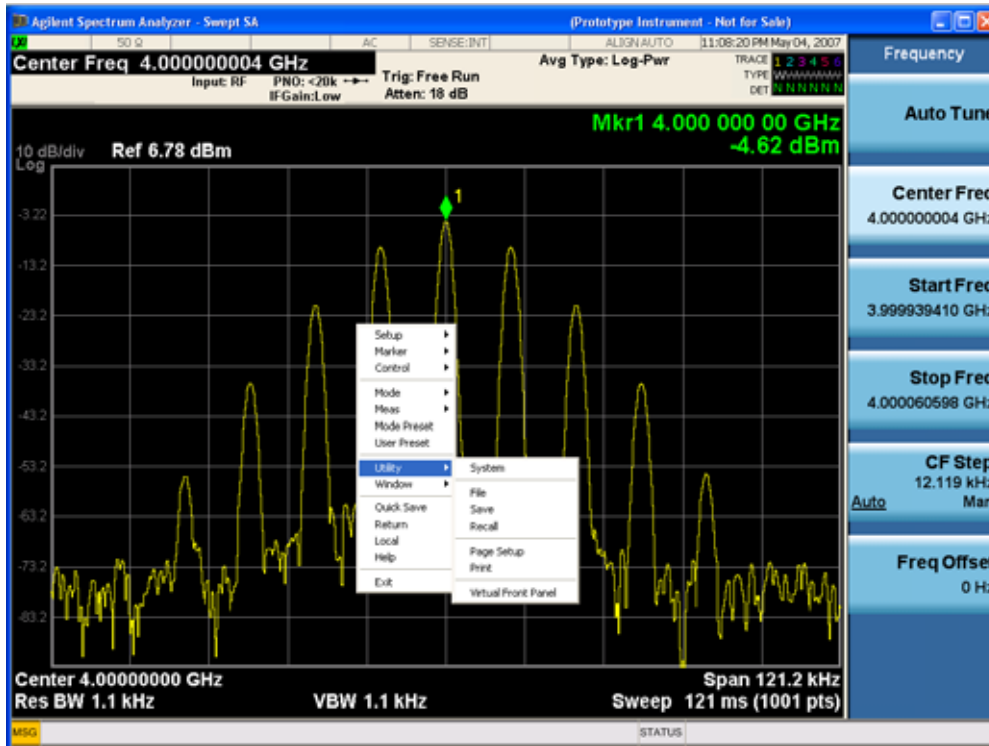 Agilent Spectrum Analyzer - Swept SA (Prototype Instrument - Not for Sale)
50 Ω AC SENSE:INT ALIGN AUTO 11:08:20 PM May 04, 2007
Center Freq 4.000000004 GHz
Input: RF PNO: <20k Trig: Free Run
IFGain:Low Atten: 18 dB
Avg Type: Log-Pwr
TRACE 1 2 3 4 5 6
TYPE
DET N N N N N N
Mkr1 4.000 000 00 GHz
-4.62 dBm
10 dB/div Ref 6.78 dBm
Log
1
-3.22
-13.2
-23.2
-33.2
-43.2
-53.2
-63.2
-73.2
-83.2
Setup
Marker
Control
Mode
Meas
Mode Preset
User Preset
Utility
Window
Quick Save
Return
Local
Help
Exit
System
File
Save
Recall
Page Setup
Print
Virtual Front Panel
Center 4.00000000 GHz Span 121.2 kHz
Res BW 1.1 kHz VBW 1.1 kHz Sweep 121 ms (1001 pts)
MSG STATUS
Frequency
Auto Tune
Center Freq
4.000000004 GHz
Start Freq
3.999939410 GHz
Stop Freq
4.000060598 GHz
CF Step
12.119 kHz
Auto Man
Freq Offset
0 Hz